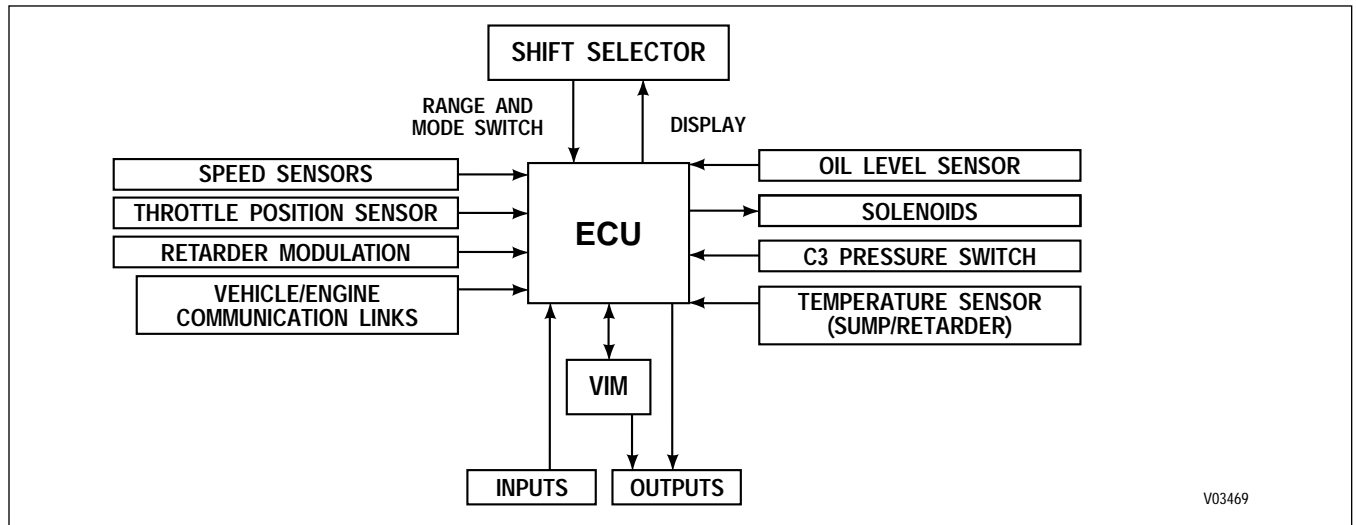 SHIFT SELECTOR
RANGE AND
MODE SWITCH
DISPLAY
SPEED SENSORS
THROTTLE POSITION SENSOR
RETARDER MODULATION
VEHICLE/ENGINE
COMMUNICATION LINKS
ECU
OIL LEVEL SENSOR
SOLENOIDS
C3 PRESSURE SWITCH
TEMPERATURE SENSOR
(SUMP/RETARDER)
VIM
INPUTS
OUTPUTS
V03469